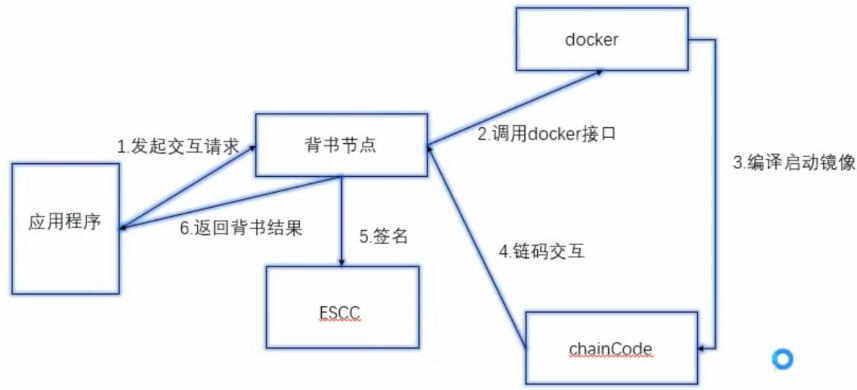 docker
1.发起交互请求
背书节点
2.调用docker接口
3.编译启动镜像
应用程序
6.返回背书结果
5.签名
4.链码交互
ESCC
chainCode